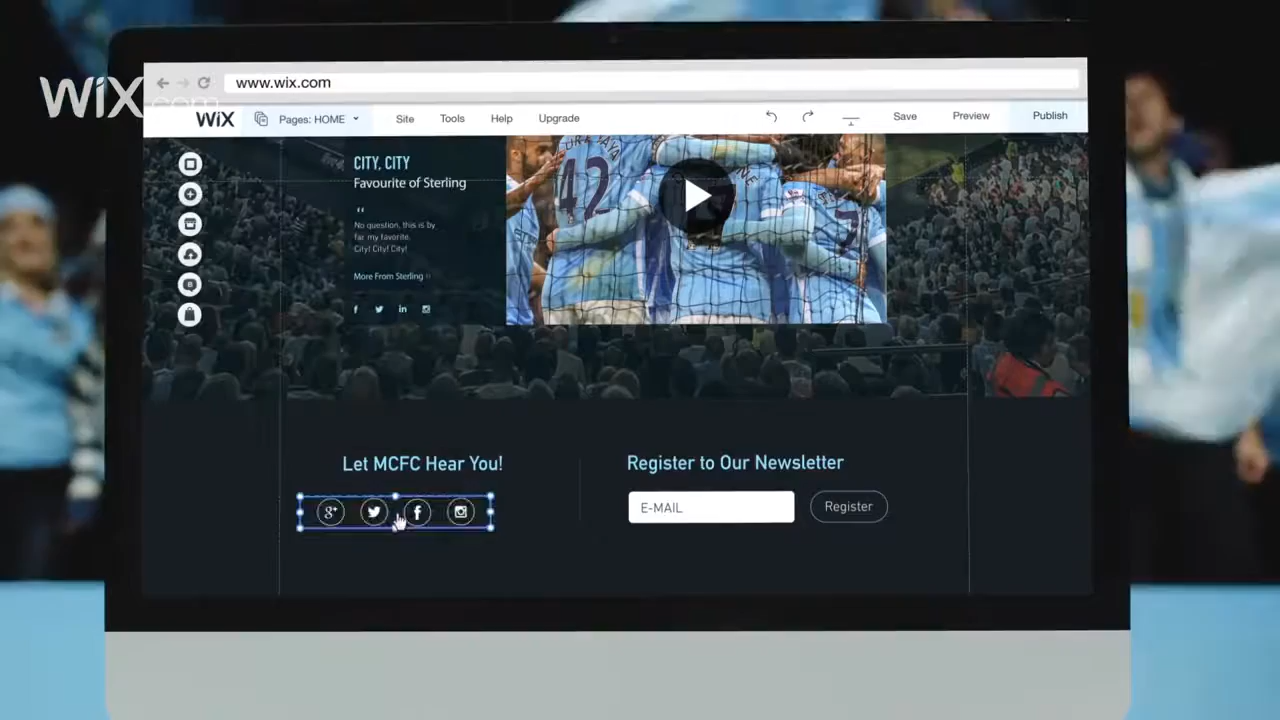 WiX.com
www.wix.com
WiX
Pages: HOME
Site
Tools
Help
Upgrade
Save
Preview
Publish
CITY, CITY
Favourite of Sterling
“
No question, this is by
far my favorite.
City! City! City!
More From Sterling
42
7
Let MCFC Hear You!
Register to Our Newsletter
g+
f
E-MAIL
Register